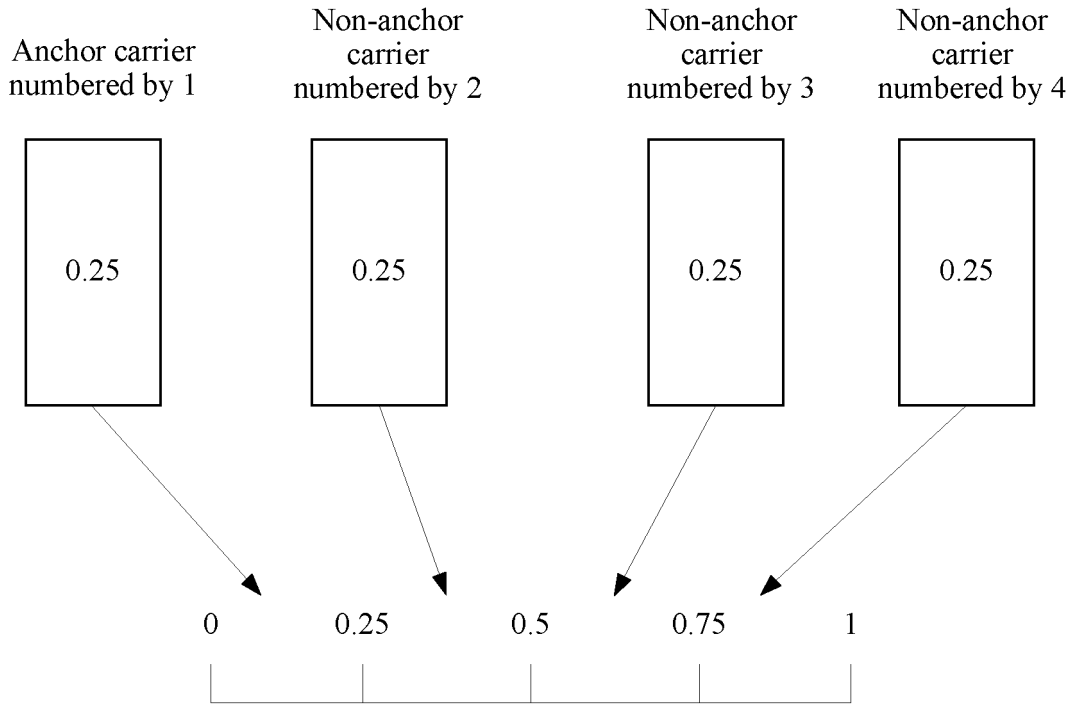 Anchor carrier
numbered by 1
Non-anchor
carrier
numbered by 2
Non-anchor
carrier
numbered by 3
Non-anchor
carrier
numbered by 4
0.25
0.25
0.25
0.25
0 0.25 0.5 0.75 1